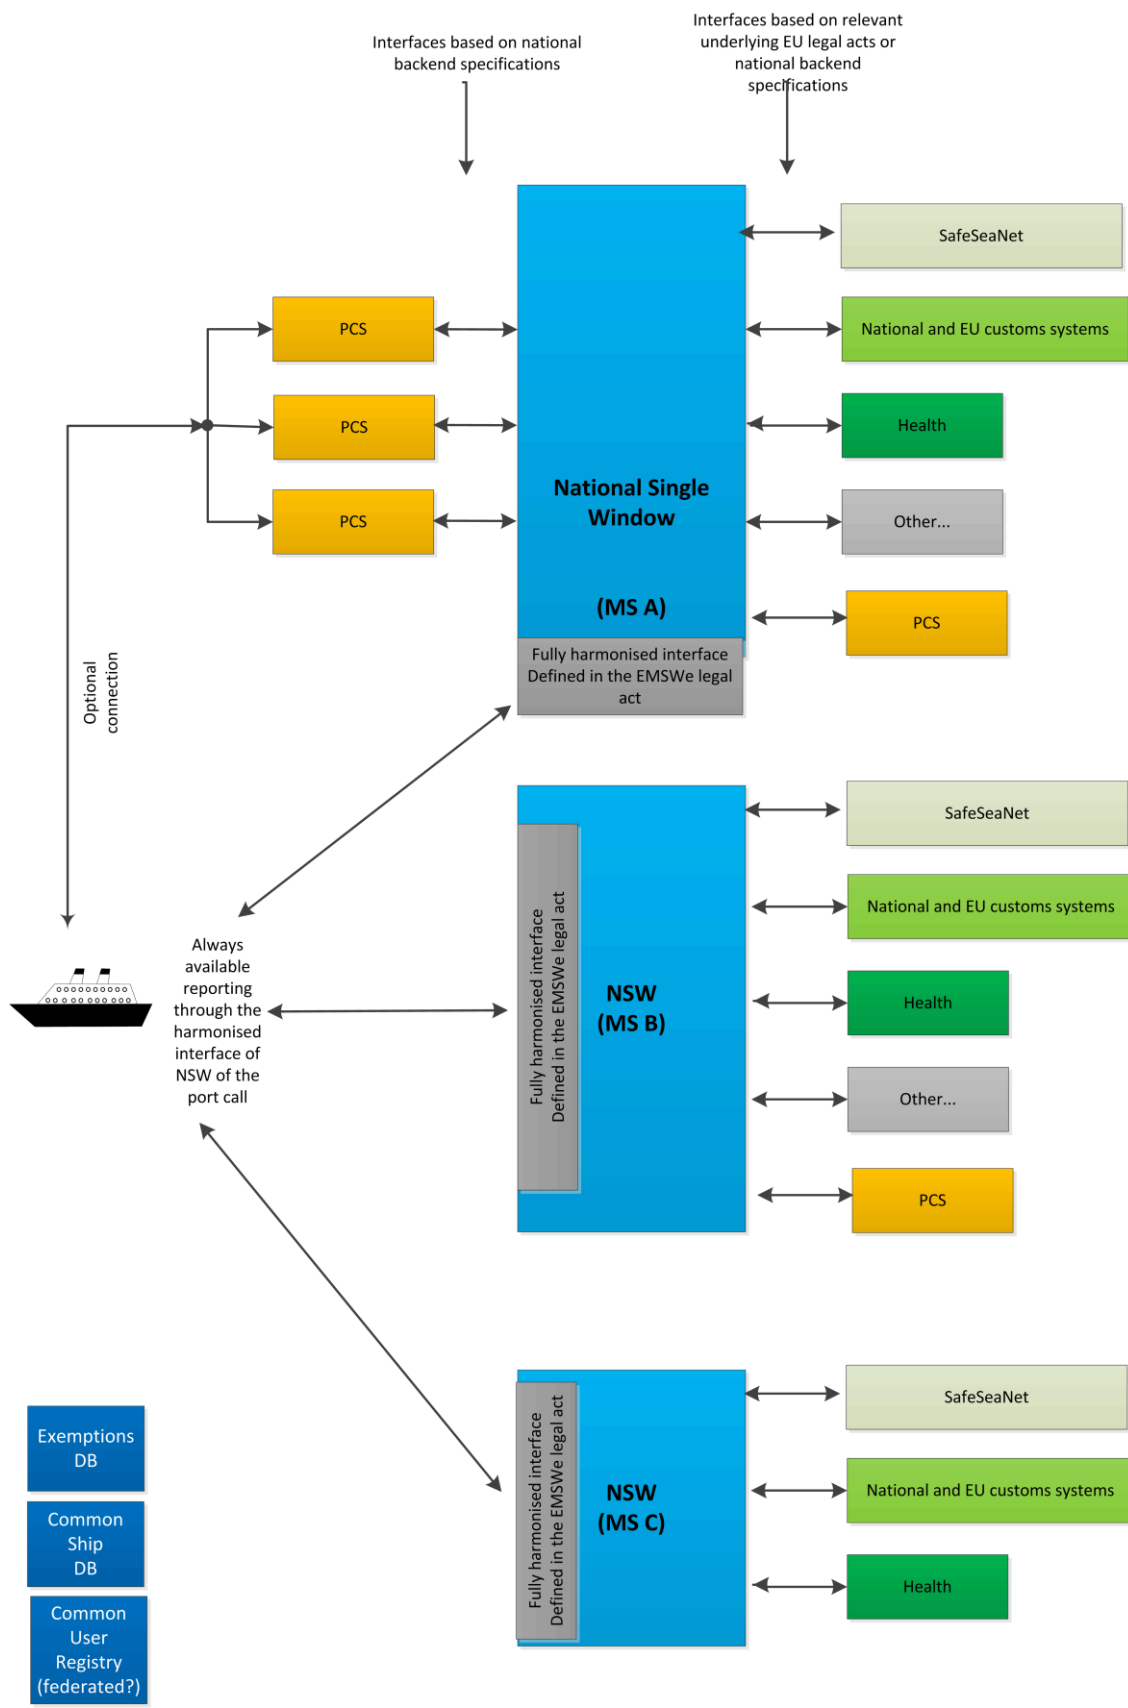 Interfaces based on national
backend specifications
Interfaces based on relevant
underlying EU legal acts or
national backend
specifications
SafeSeaNet
PCS
National and EU customs systems
PCS
Health
National Single
Window
PCS
Other...
(MS A)
PCS
Fully harmonised interface
Defined in the EMSWe legal
act
Optional
connection
SafeSeaNet
Fully harmonised interface
Defined in the EMSWe legal act
National and EU customs systems
Always
available
reporting
through the
harmonised
interface of
NSW of the
port call
NSW
(MS B)
Health
Other...
PCS
SafeSeaNet
Fully harmonised interface
Defined in the EMSWe legal act
Exemptions
DB
National and EU customs systems
NSW
(MS C)
Common
Ship
DB
Health
Common
User
Registry
(federated?)